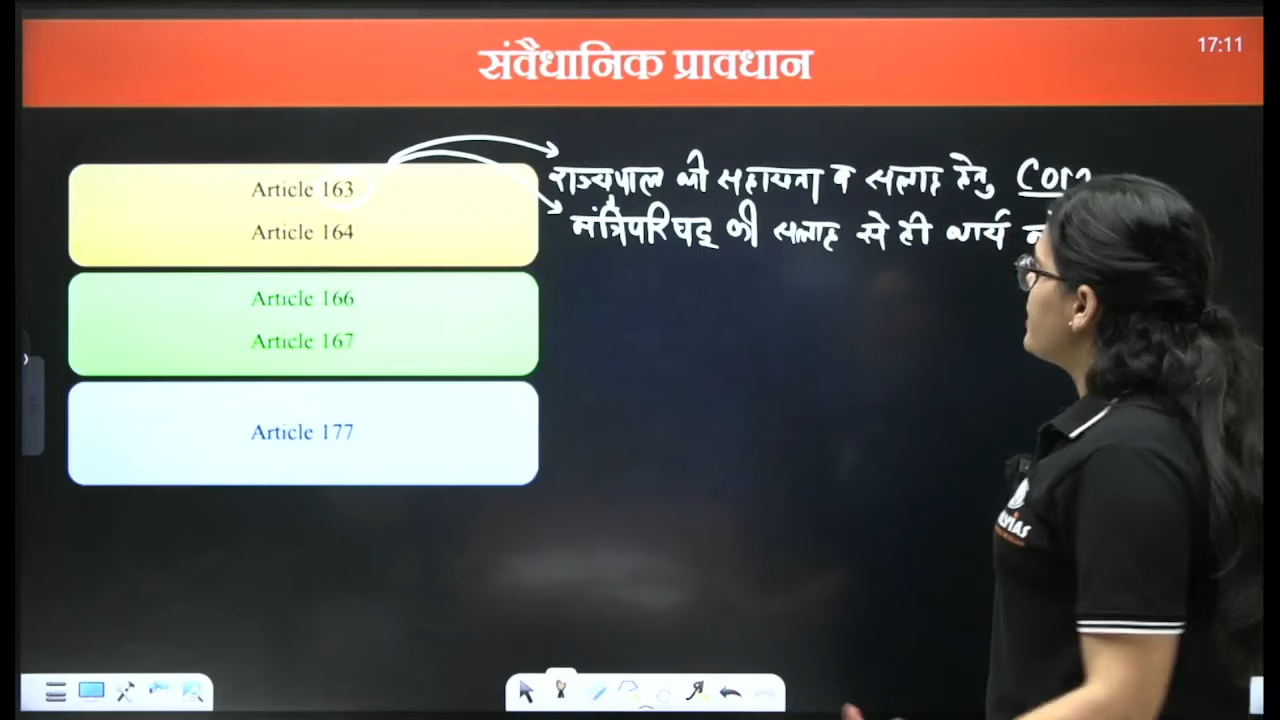 संवैधानिक प्रावधान
17:11
Article 163
Article 164
राज्यपाल की सहायता व सलाह हेतु Com
मंत्रिपरिषद् की सलाह से ही कार्य
Article 166
Article 167
Article 177